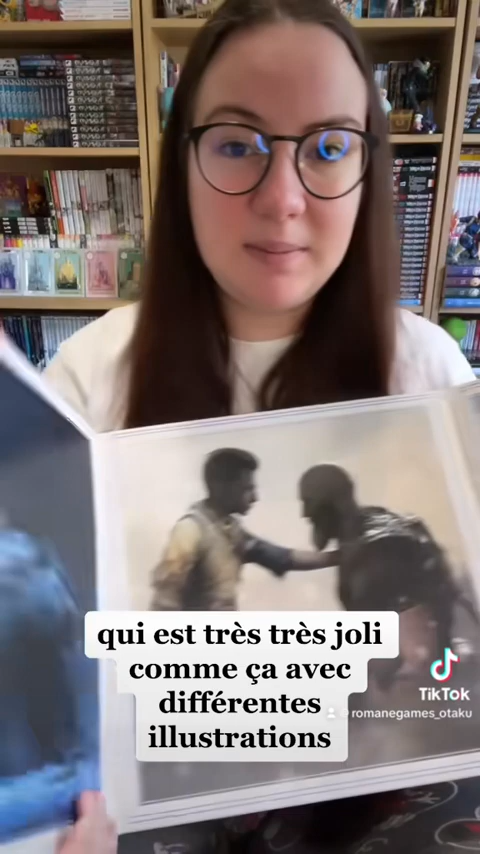 qui est très très joli
comme ça avec
différentes
illustrations
TikTok
@ romanegames_otaku